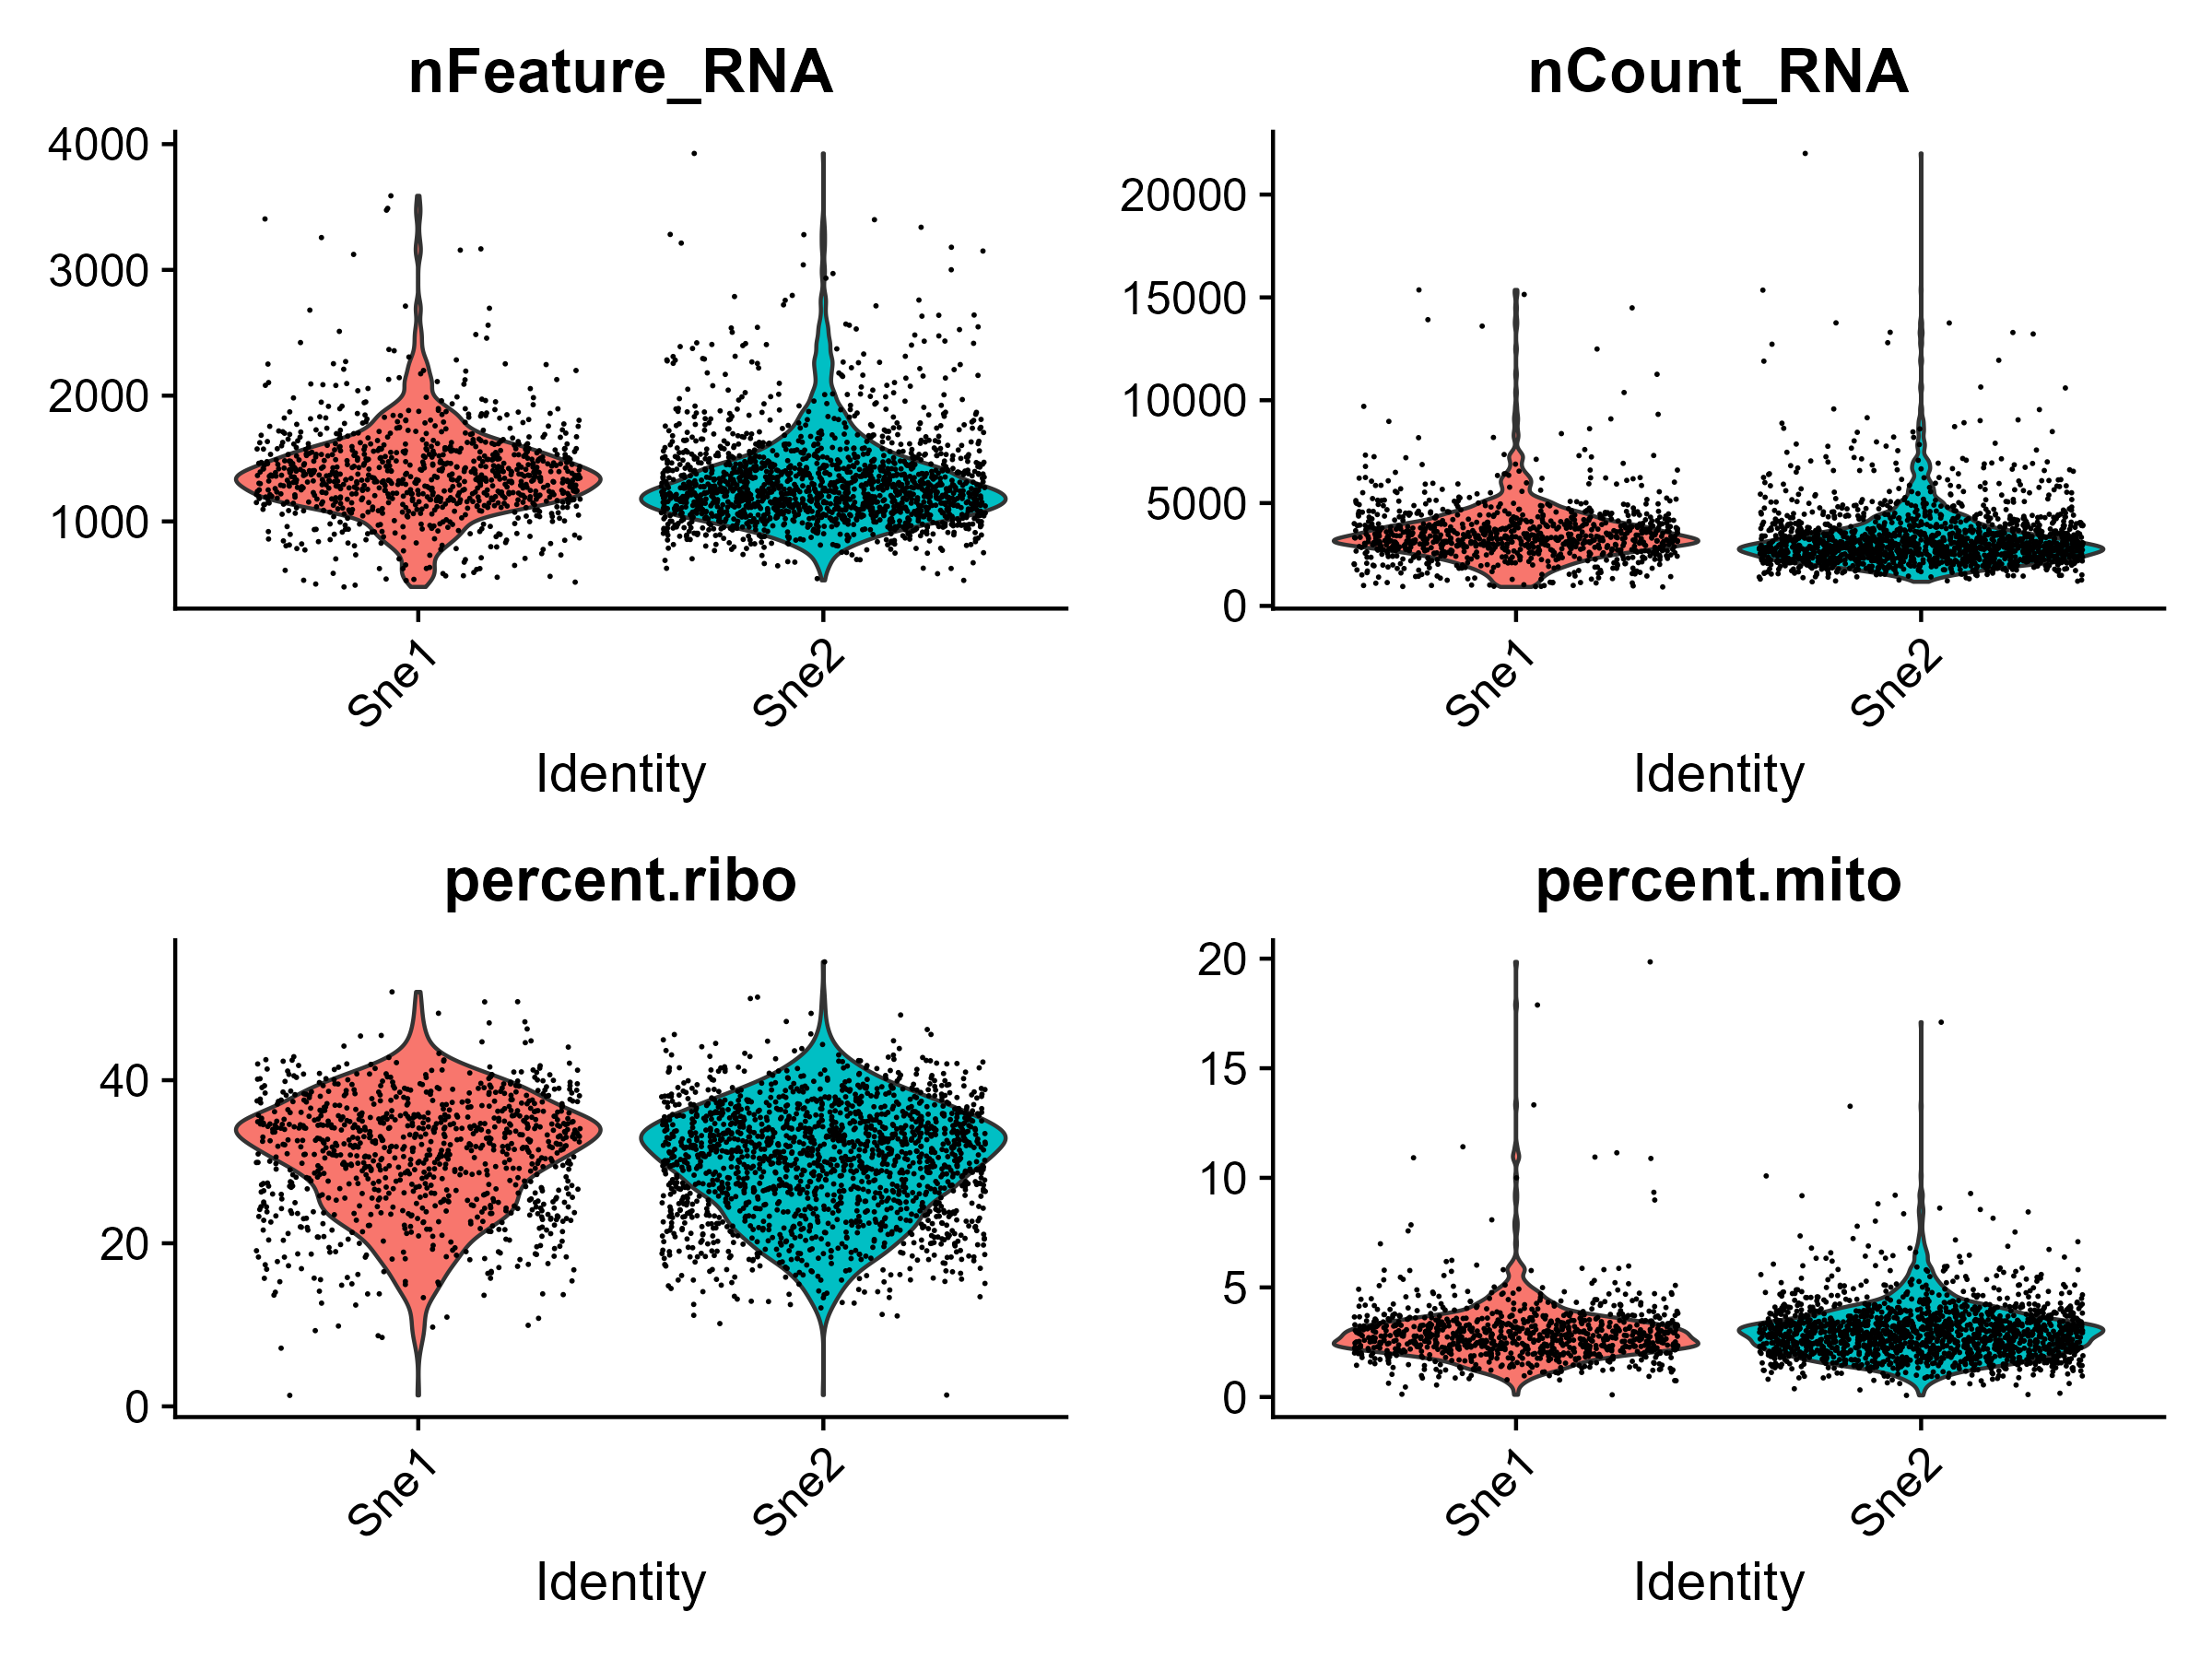 nFeature_RNA
4000
3000
2000
1000
Sne1
Sne2
Identity
nCount_RNA
20000
15000
10000
5000
0
Sne1
Sne2
Identity
percent.ribo
40
20
0
Sne1
Sne2
Identity
percent.mito
20
15
10
5
0
Sne1
Sne2
Identity